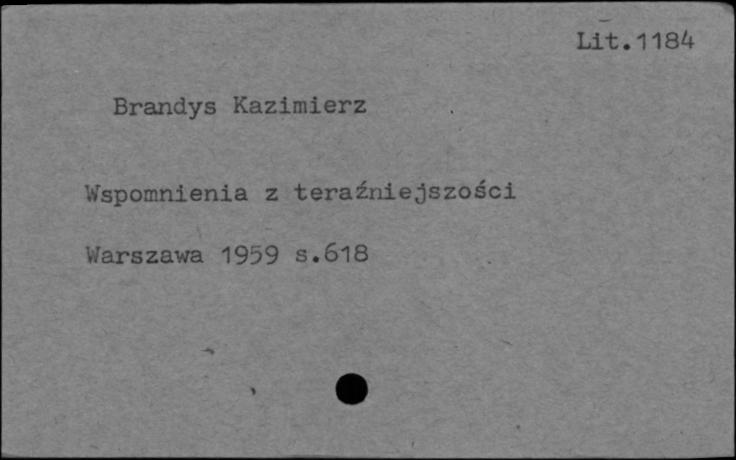 Lit.1184
Brandys Kazimierz
Wspomnienia z teraźniejszości
Warszawa 1959 s.618